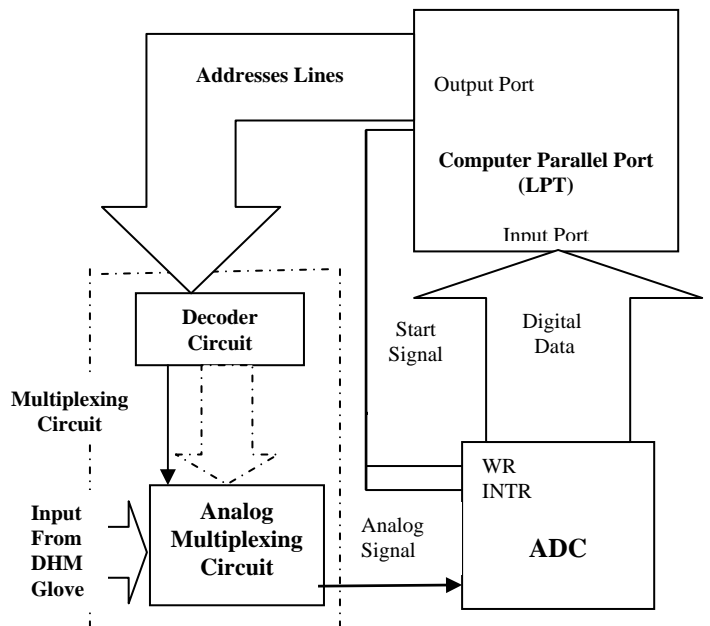 Addresses Lines
Output Port
Computer Parallel Port
(LPT)
Input Port
Decoder
Circuit
Start
Signal
Digital
Data
Multiplexing
Circuit
WR
INTR
ADC
Input
From
DHM
Glove
Analog
Multiplexing
Circuit
Analog
Signal